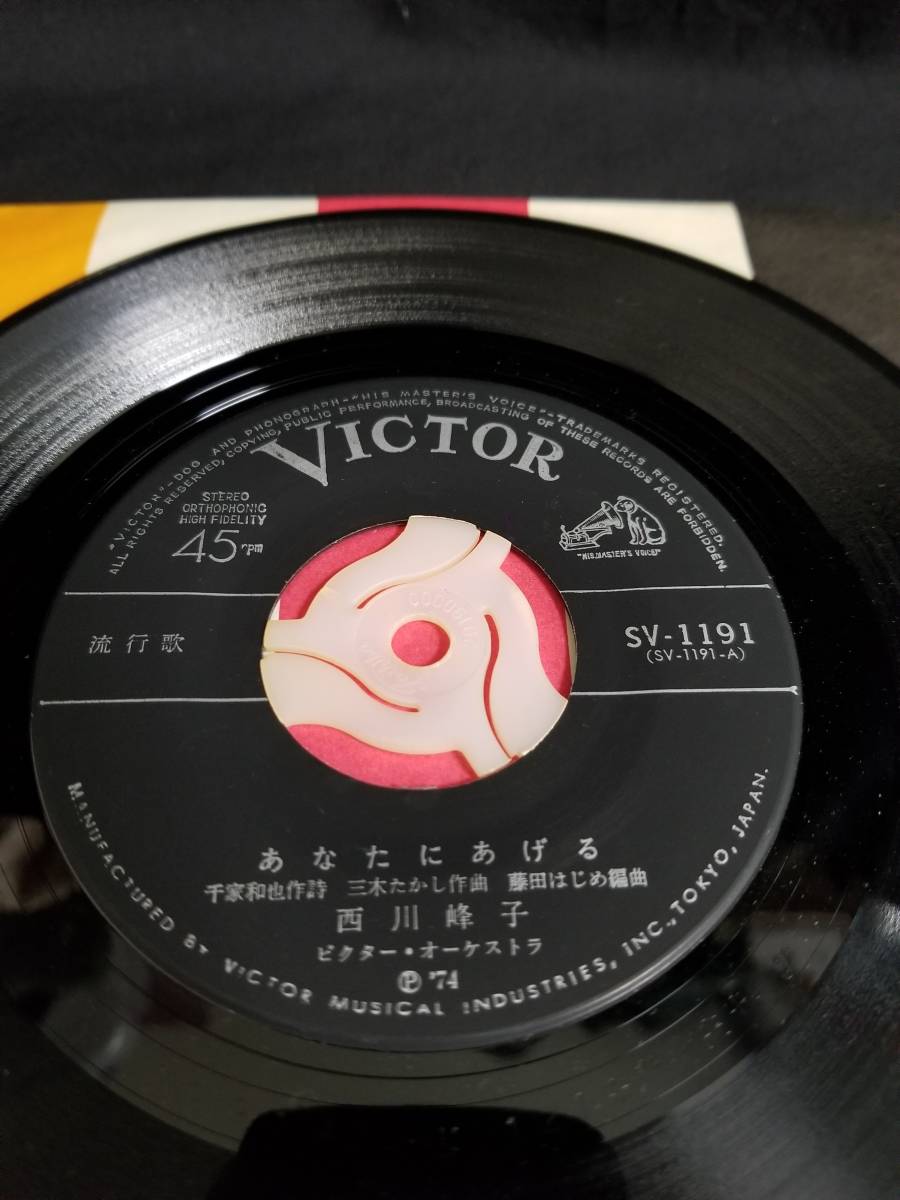 "VICTOR"-DOG AND PHONOGRAPH-"HIS MASTER'S VOICE"-TRADEMARKS REGISTERED.
ALL RIGHTS RESERVED, COPYING, PUBLIC PERFORMANCE, BROADCASTING OF THESE RECORDS ARE FORBIDDEN.
VICTOR
STEREO
ORTHOPHONIC
HIGH FIDELITY
45 rpm
"HIS MASTER'S VOICE"
流行歌
SV-1191
(SV-1191-A)
あなたにあげる
千家和也作詩 三木たかし作曲 藤田はじめ編曲
西川峰子
ビクター・オーケストラ
Ⓟ '74
MANUFACTURED BY VICTOR MUSICAL INDUSTRIES, INC., TOKYO, JAPAN.